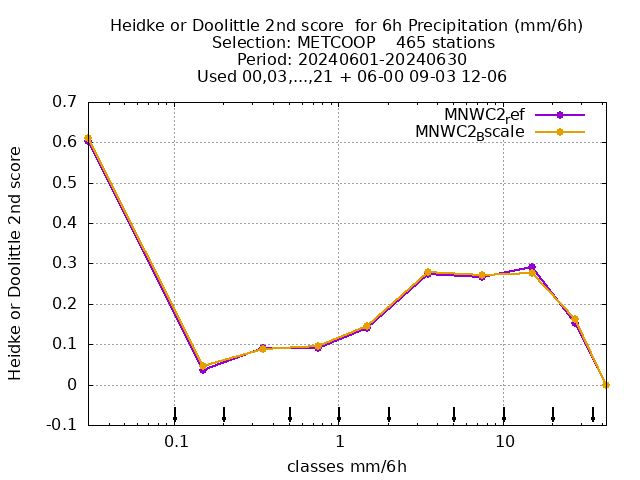 Heidke or Doolittle 2nd score  for 6h Precipitation (mm/6h)
Selection: METCOOP    465 stations
Period: 20240601-20240630
Used 00,03,...,21 + 06-00 09-03 12-06
MNWC2ref
MNWC2Bscale
0.7
0.6
0.5
0.4
0.3
0.2
0.1
0
-0.1
Heidke or Doolittle 2nd score
0.1
1
10
classes mm/6h